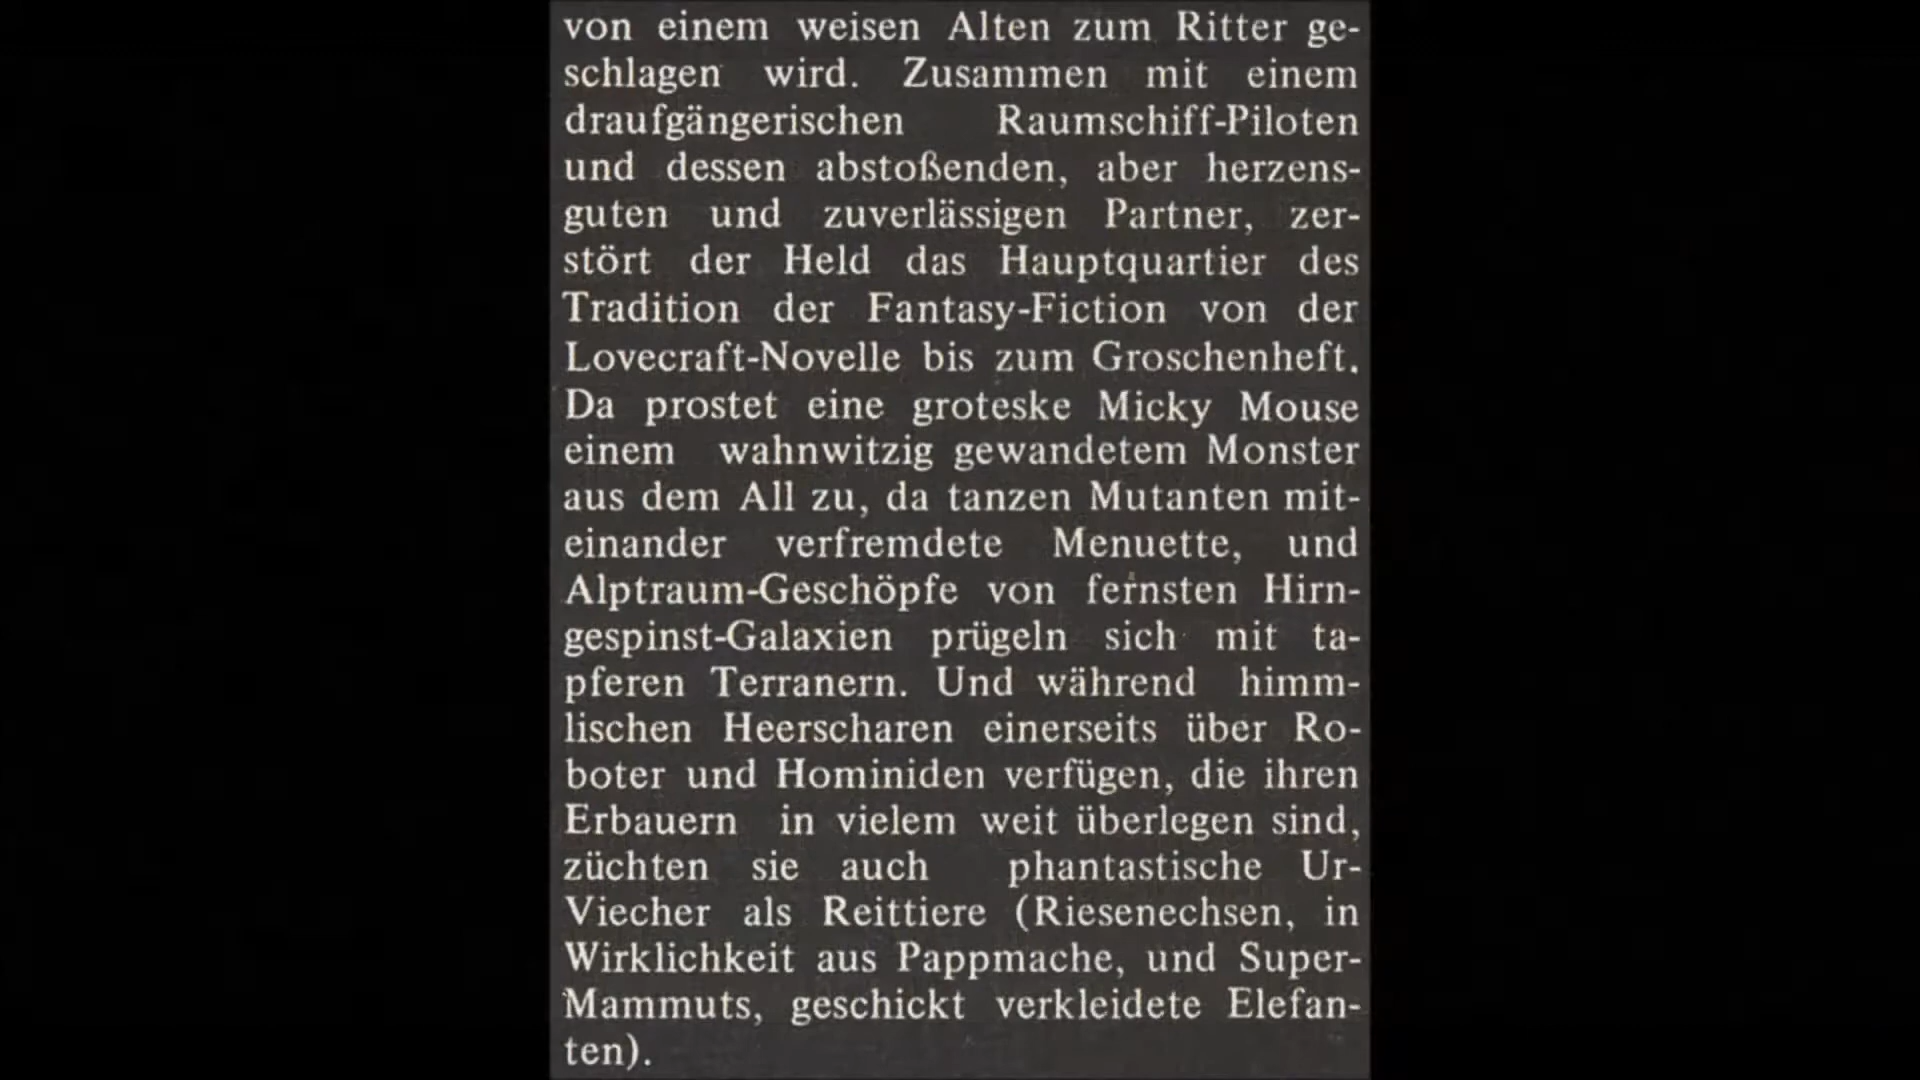 von einem weisen Alten zum Ritter ge-
schlagen wird. Zusammen mit einem
draufgängerischen Raumschiff-Piloten
und dessen abstoßenden, aber herzens-
guten und zuverlässigen Partner, zer-
stört der Held das Hauptquartier des
Tradition der Fantasy-Fiction von der
Lovecraft-Novelle bis zum Groschenheft.
Da prostet eine groteske Micky Mouse
einem wahnwitzig gewandetem Monster
aus dem All zu, da tanzen Mutanten mit-
einander verfremdete Menuette, und
Alptraum-Geschöpfe von fernsten Hirn-
gespinst-Galaxien prügeln sich mit ta-
pferen Terranern. Und während himm-
lischen Heerscharen einerseits über Ro-
boter und Hominiden verfügen, die ihren
Erbauern in vielem weit überlegen sind,
züchten sie auch phantastische Ur-
Viecher als Reittiere (Riesenechsen, in
Wirklichkeit aus Pappmache, und Super-
Mammuts, geschickt verkleidete Elefan-
ten).